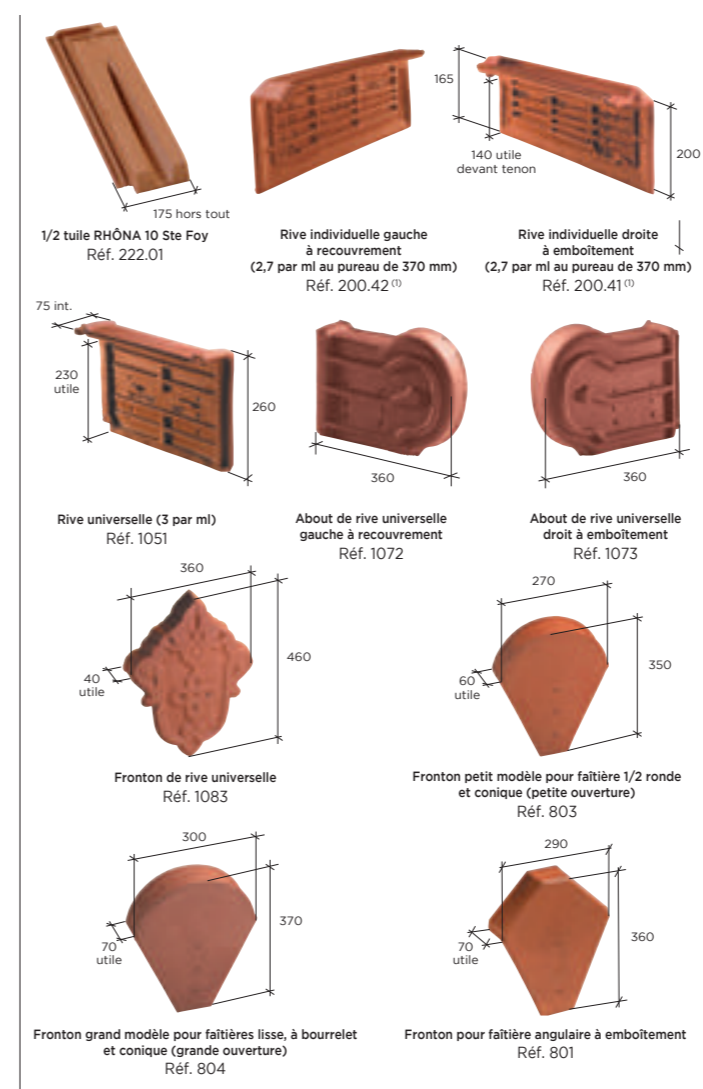 165
140 utile
devant tenon
200
175 hors tout
1/2 tuile RHÔNA 10 Ste Foy
Réf. 222.01
Rive individuelle gauche
à recouvrement
(2,7 par ml au pureau de 370 mm)
Réf. 200.42 (1)
Rive individuelle droite
à emboîtement
(2,7 par ml au pureau de 370 mm)
Réf. 200.41 (1)
75 int.
230
utile
260
Rive universelle (3 par ml)
Réf. 1051
360
About de rive universelle
gauche à recouvrement
Réf. 1072
360
About de rive universelle
droit à emboîtement
Réf. 1073
360
460
40
utile
Fronton de rive universelle
Réf. 1083
270
350
60
utile
Fronton petit modèle pour faîtière 1/2 ronde
et conique (petite ouverture)
Réf. 803
300
370
70
utile
Fronton grand modèle pour faîtières lisse, à bourrelet
et conique (grande ouverture)
Réf. 804
290
360
70
utile
Fronton pour faîtière angulaire à emboîtement
Réf. 801